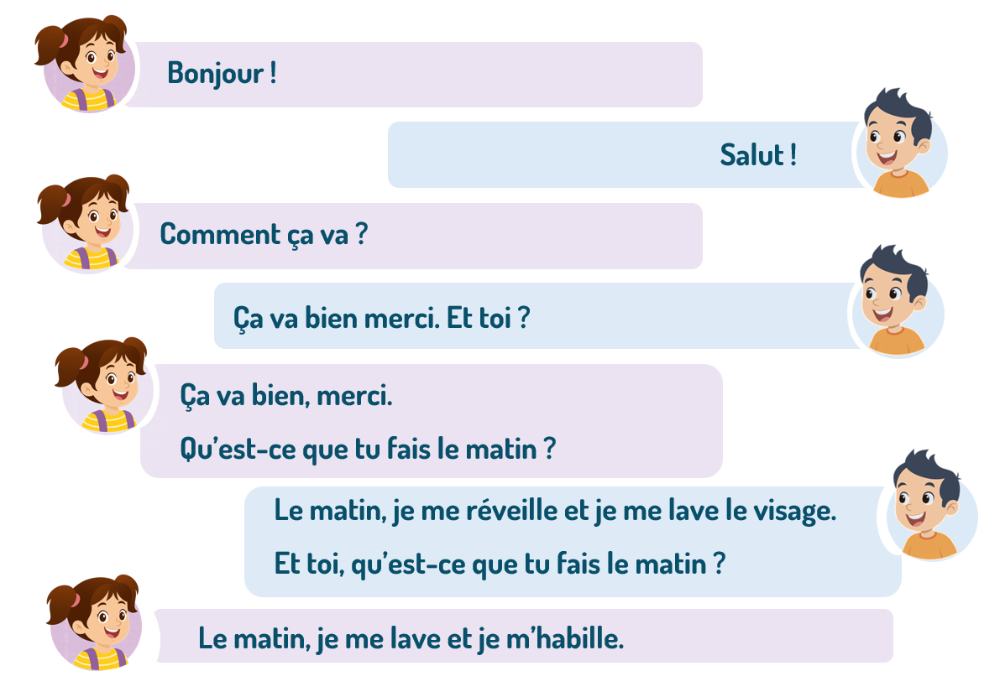 Bonjour !
Salut !
Comment ça va ?
Ça va bien merci. Et toi ?
Ça va bien, merci.
Qu’est-ce que tu fais le matin ?
Le matin, je me réveille et je me lave le visage.
Et toi, qu’est-ce que tu fais le matin ?
Le matin, je me lave et je m’habille.